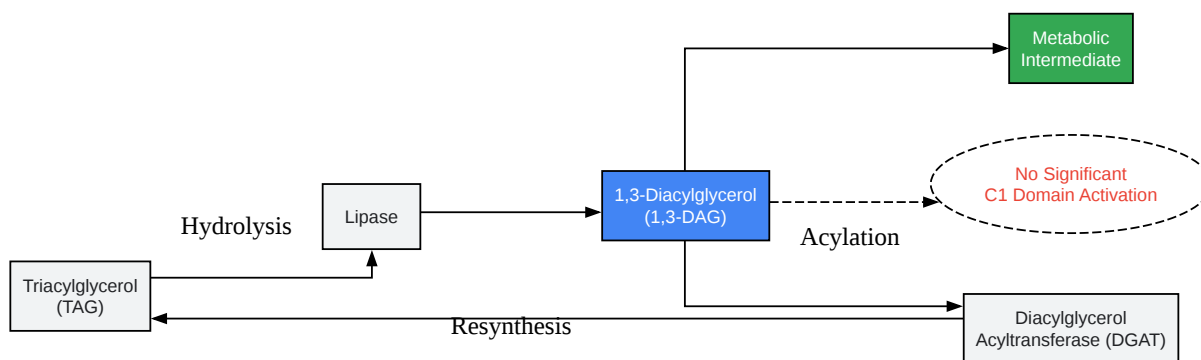 Metabolic
Intermediate
No Significant
C1 Domain Activation
1,3-Diacylglycerol
(1,3-DAG)
Lipase
Hydrolysis
Acylation
Triacylglycerol
(TAG)
Resynthesis
Diacylglycerol
Acyltransferase (DGAT)